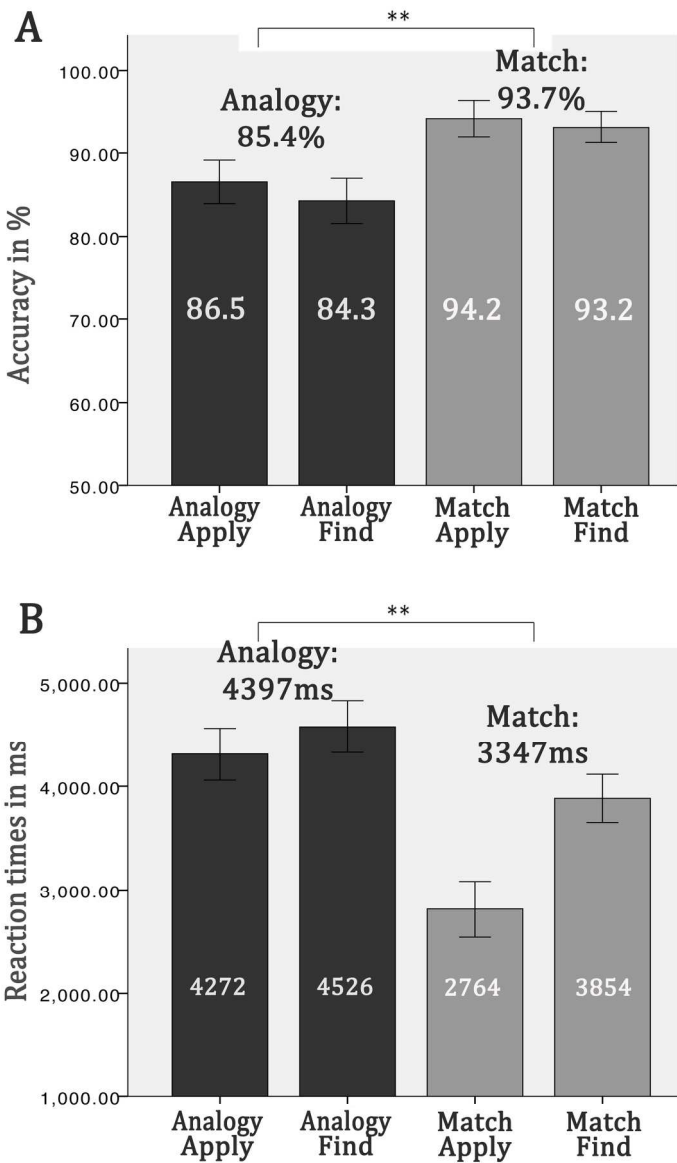 A
**
Accuracy in %
100.00
90.00
80.00
70.00
60.00
50.00
Analogy:
85.4%
Match:
93.7%
86.5
84.3
94.2
93.2
Analogy
Apply
Analogy
Find
Match
Apply
Match
Find
B
**
Reaction times in ms
5,000.00
4,000.00
3,000.00
2,000.00
1,000.00
Analogy:
4397ms
Match:
3347ms
4272
4526
2764
3854
Analogy
Apply
Analogy
Find
Match
Apply
Match
Find